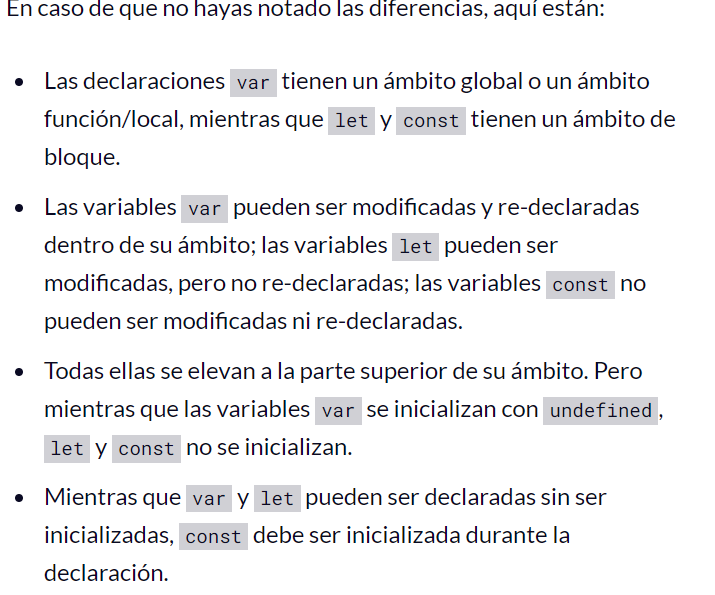 En caso de que no hayas notado las diferencias, aquí están:
Las declaraciones var tienen un ámbito global o un ámbito
función/local, mientras que let y const tienen un ámbito de
bloque.
Las variables var pueden ser modificadas y re-declaradas
dentro de su ámbito; las variables let pueden ser
modificadas, pero no re-declaradas; las variables const no
pueden ser modificadas ni re-declaradas.
Todas ellas se elevan a la parte superior de su ámbito. Pero
mientras que las variables var se inicializan con undefined,
let y const no se inicializan.
Mientras que var y let pueden ser declaradas sin ser
inicializadas, const debe ser inicializada durante la
declaración.